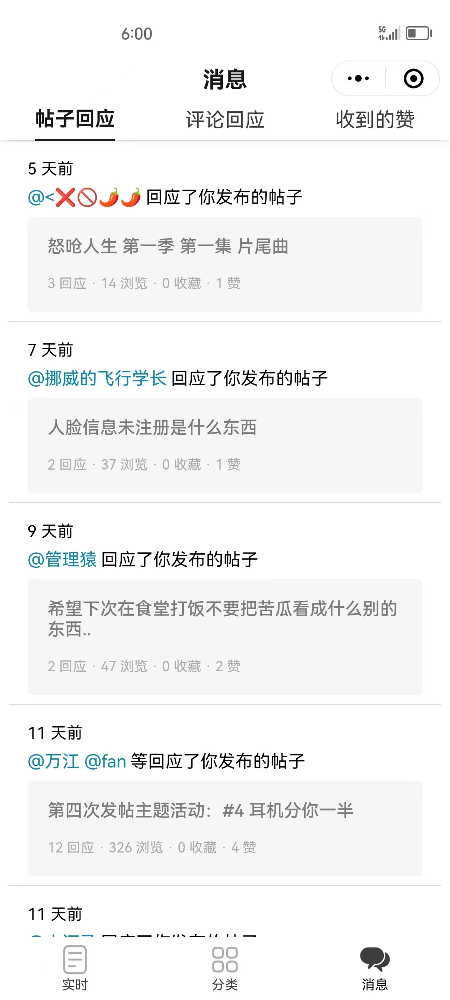 6:00
5G
消息
帖子回应 评论回应 收到的赞
5 天前
@<❌🚫🌶️🌶️ 回应了你发布的帖子
怒呛人生 第一季 第一集 片尾曲
3 回应 · 14 浏览 · 0 收藏 · 1 赞
7 天前
@挪威的飞行学长 回应了你发布的帖子
人脸信息未注册是什么东西
2 回应 · 37 浏览 · 0 收藏 · 1 赞
9 天前
@管理猿 回应了你发布的帖子
希望下次在食堂打饭不要把苦瓜看成什么别的
东西..
2 回应 · 47 浏览 · 0 收藏 · 2 赞
11 天前
@万江 @fan 等回应了你发布的帖子
第四次发帖主题活动：#4 耳机分你一半
12 回应 · 326 浏览 · 0 收藏 · 4 赞
11 天前
回应了你发布的帖子
实时 分类 消息